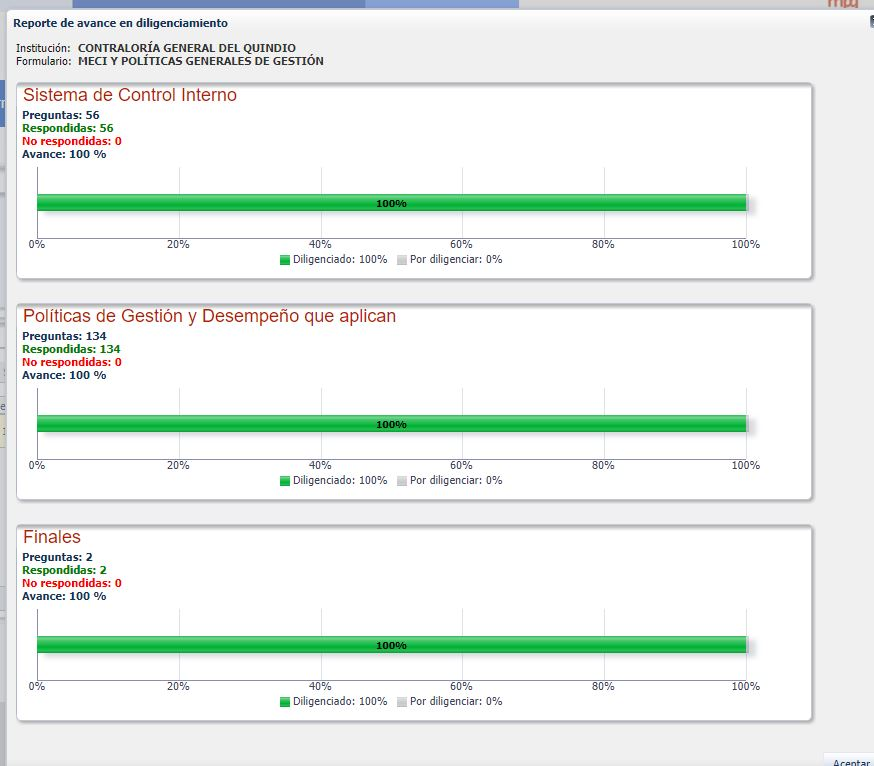 Reporte de avance en diligenciamiento
Institución: CONTRALORÍA GENERAL DEL QUINDIO
Formulario: MECI Y POLÍTICAS GENERALES DE GESTIÓN
Sistema de Control Interno
Preguntas: 56
Respondidas: 56
No respondidas: 0
Avance: 100 %
100%
0% 20% 40% 60% 80% 100%
Diligenciado: 100% Por diligenciar: 0%
Políticas de Gestión y Desempeño que aplican
Preguntas: 134
Respondidas: 134
No respondidas: 0
Avance: 100 %
100%
0% 20% 40% 60% 80% 100%
Diligenciado: 100% Por diligenciar: 0%
Finales
Preguntas: 2
Respondidas: 2
No respondidas: 0
Avance: 100 %
100%
0% 20% 40% 60% 80% 100%
Diligenciado: 100% Por diligenciar: 0%
Aceptar